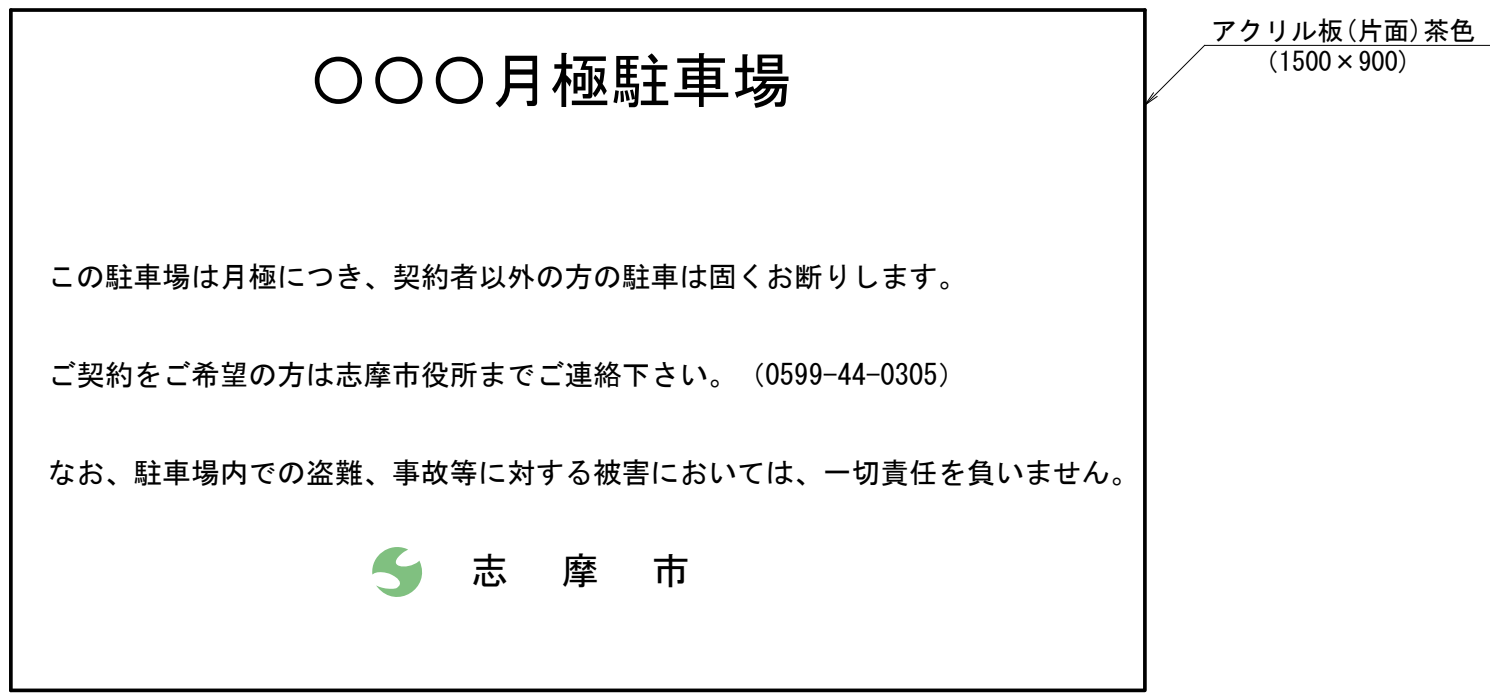 〇〇〇月極駐車場
アクリル板(片面)茶色
(1500×900)
この駐車場は月極につき、契約者以外の方の駐車は固くお断りします。
ご契約をご希望の方は志摩市役所までご連絡下さい。（0599-44-0305）
なお、駐車場内での盗難、事故等に対する被害においては、一切責任を負いません。
志　摩　市